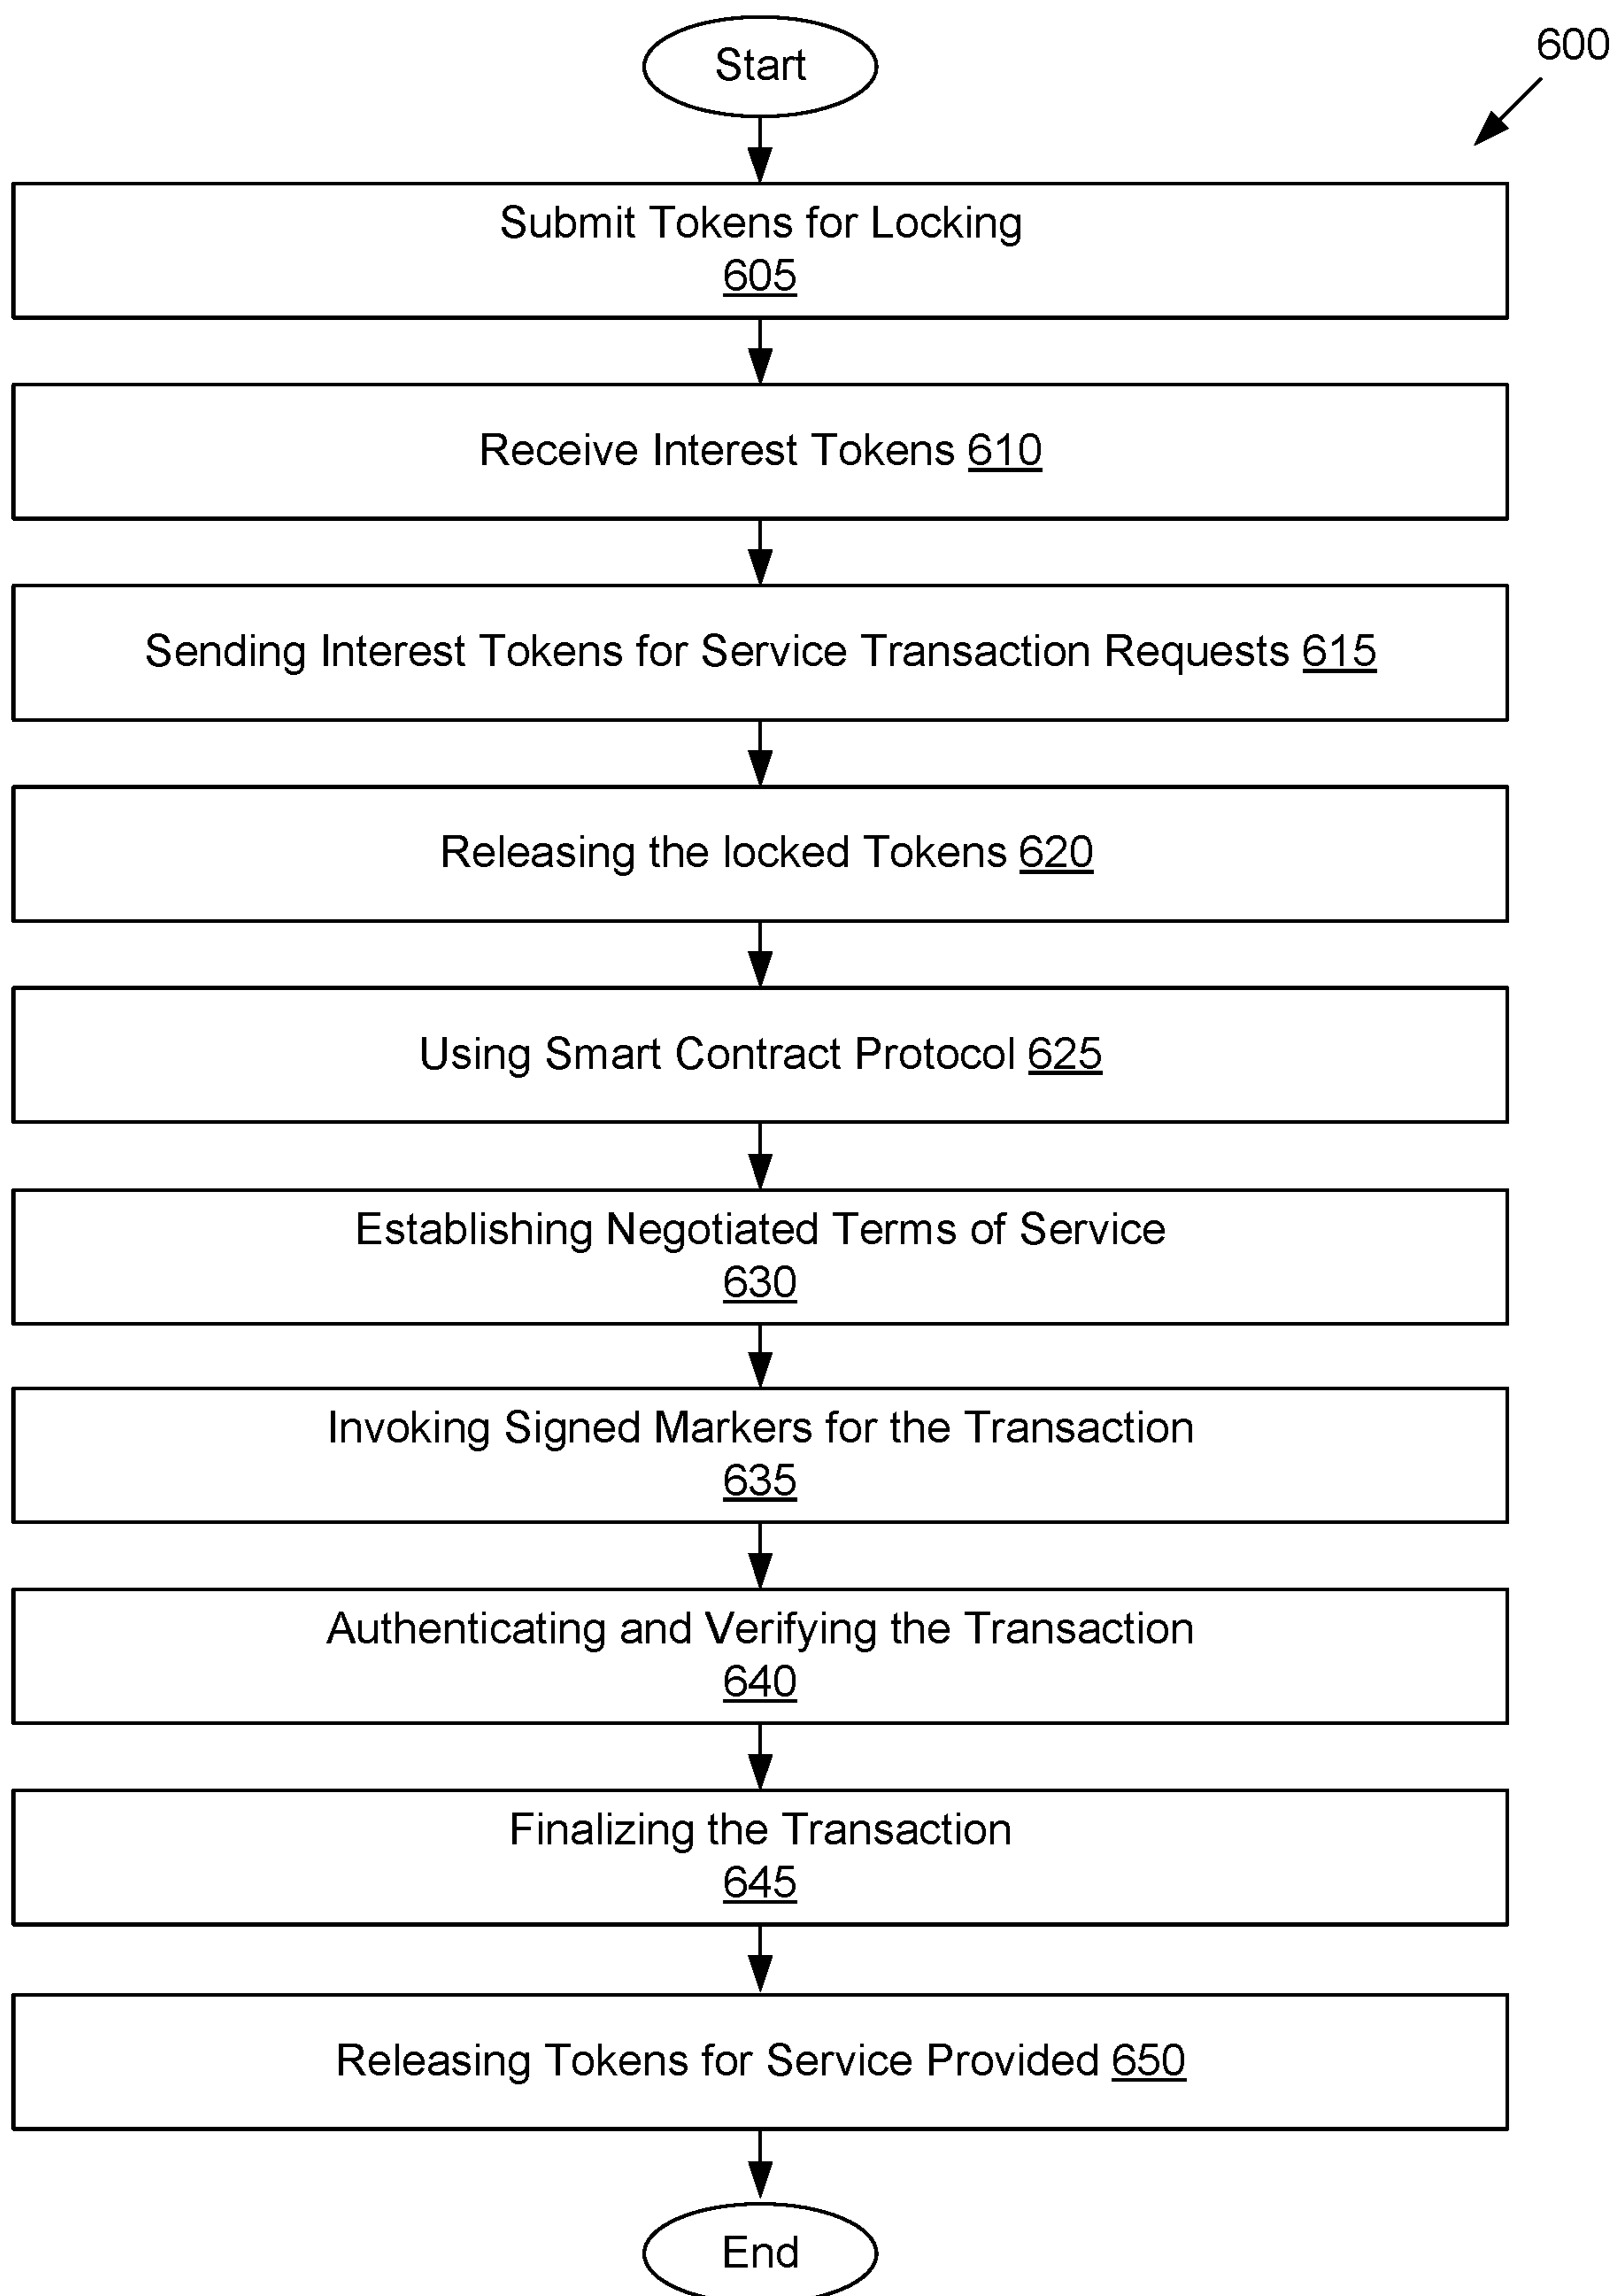 Start
600
Submit Tokens for Locking
605
Receive Interest Tokens 610
Sending Interest Tokens for Service Transaction Requests 615
Releasing the locked Tokens 620
Using Smart Contract Protocol 625
Establishing Negotiated Terms of Service
630
Invoking Signed Markers for the Transaction
635
Authenticating and Verifying the Transaction
640
Finalizing the Transaction
645
Releasing Tokens for Service Provided 650
End